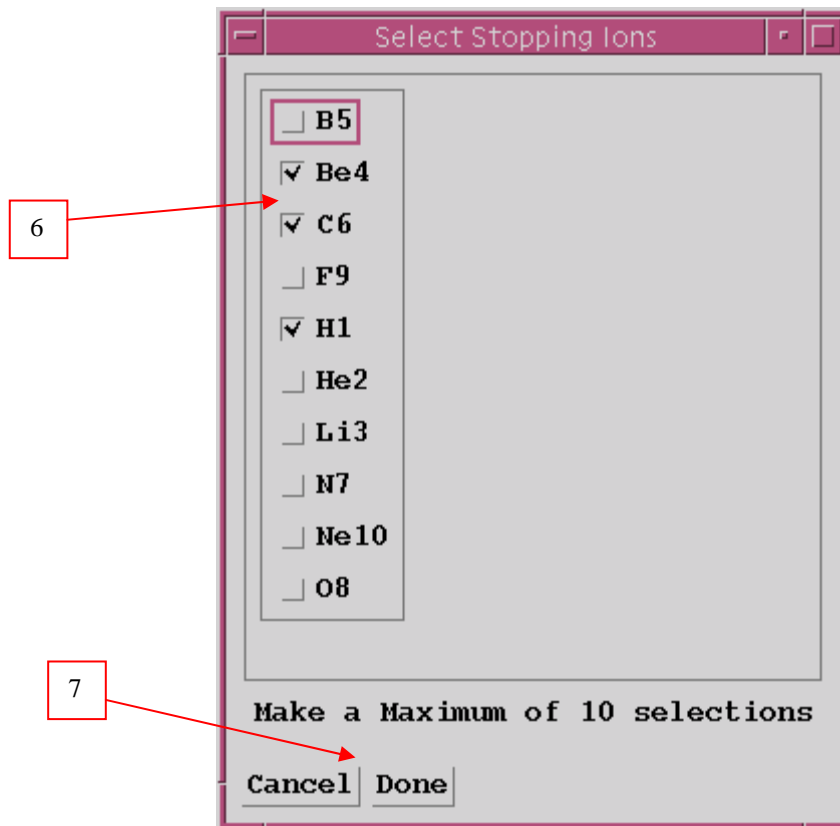 Select Stopping Ions
B5
Be4
6
C6
F9
H1
He2
Li3
N7
Ne10
O8
7
Make a Maximum of 10 selections
Cancel Done